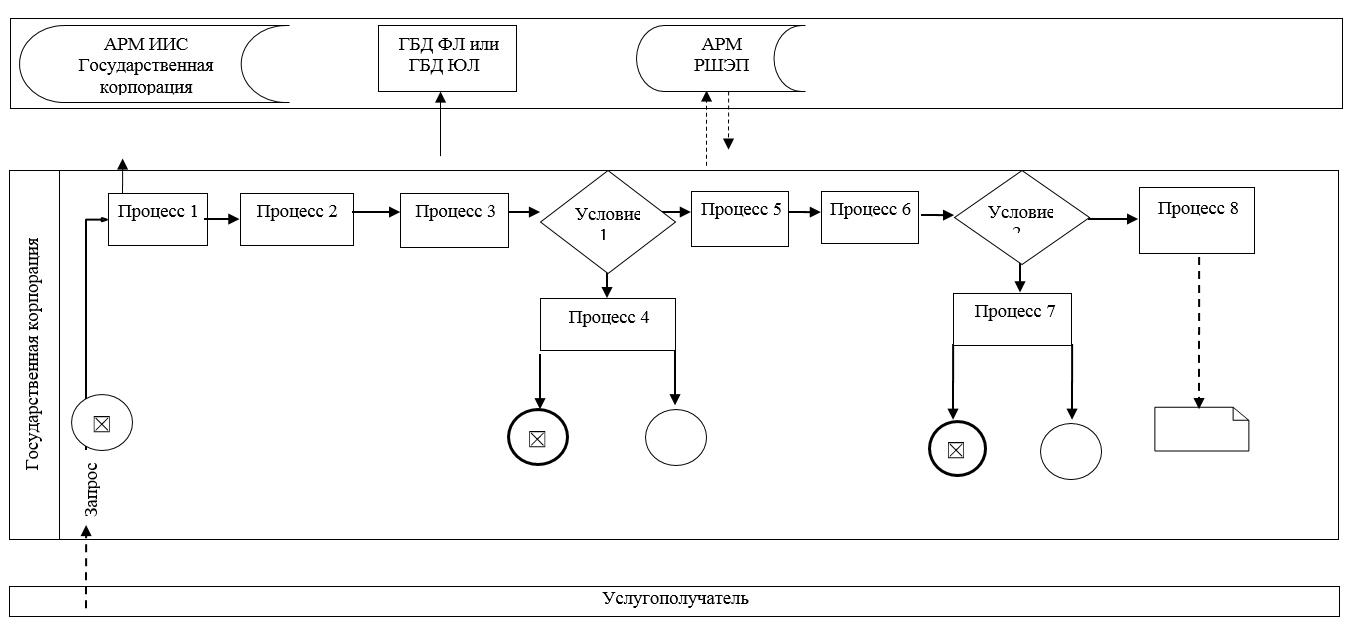 АРМ ИИС
Государственная
корпорация
ГБД ФЛ или
ГБД ЮЛ
АРМ
РШЭП
Государственная корпорация
Процесс 1
Процесс 2
Процесс 3
Условие
1
Процесс 5
Процесс 6
Условие
2
Процесс 8
Процесс 4
Процесс 7
Запрос
Услугополучатель